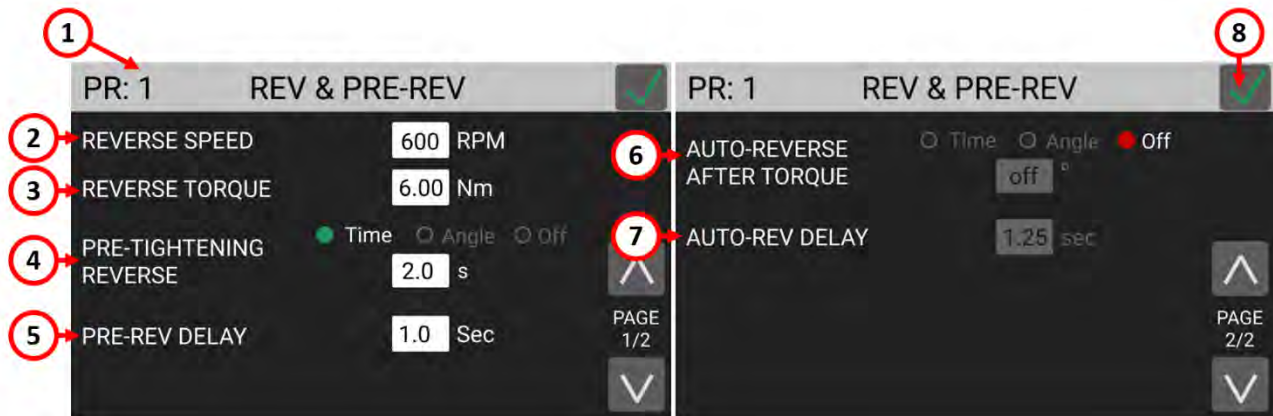 1
8
PR: 1 REV & PRE-REV
PR: 1 REV & PRE-REV
2 REVERSE SPEED 600 RPM
3 REVERSE TORQUE 6.00 Nm
Time Angle Off
4 PRE-TIGHTENING
REVERSE 2.0 s
5 PRE-REV DELAY 1.0 Sec
PAGE
1/2
Time Angle Off
6 AUTO-REVERSE
AFTER TORQUE off °
7 AUTO-REV DELAY 1.25 sec
PAGE
2/2